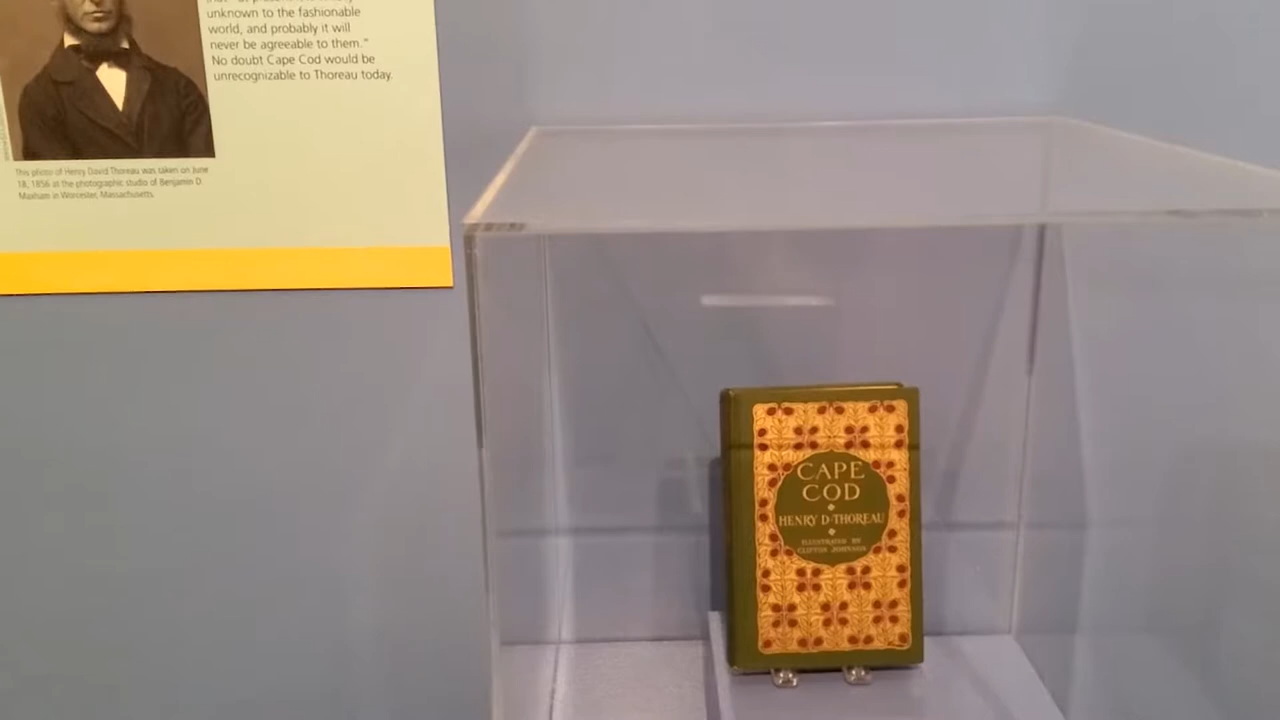 unknown to the fashionable
world, and probably it will
never be agreeable to them."
No doubt Cape Cod would be
unrecognizable to Thoreau today.
This photo of Henry David Thoreau was taken on June
18, 1856 at the photographic studio of Benjamin D.
Maxham in Worcester, Massachusetts.
CAPE
COD
HENRY D·THOREAU
ILLUSTRATED BY
CLIFTON JOHNSON